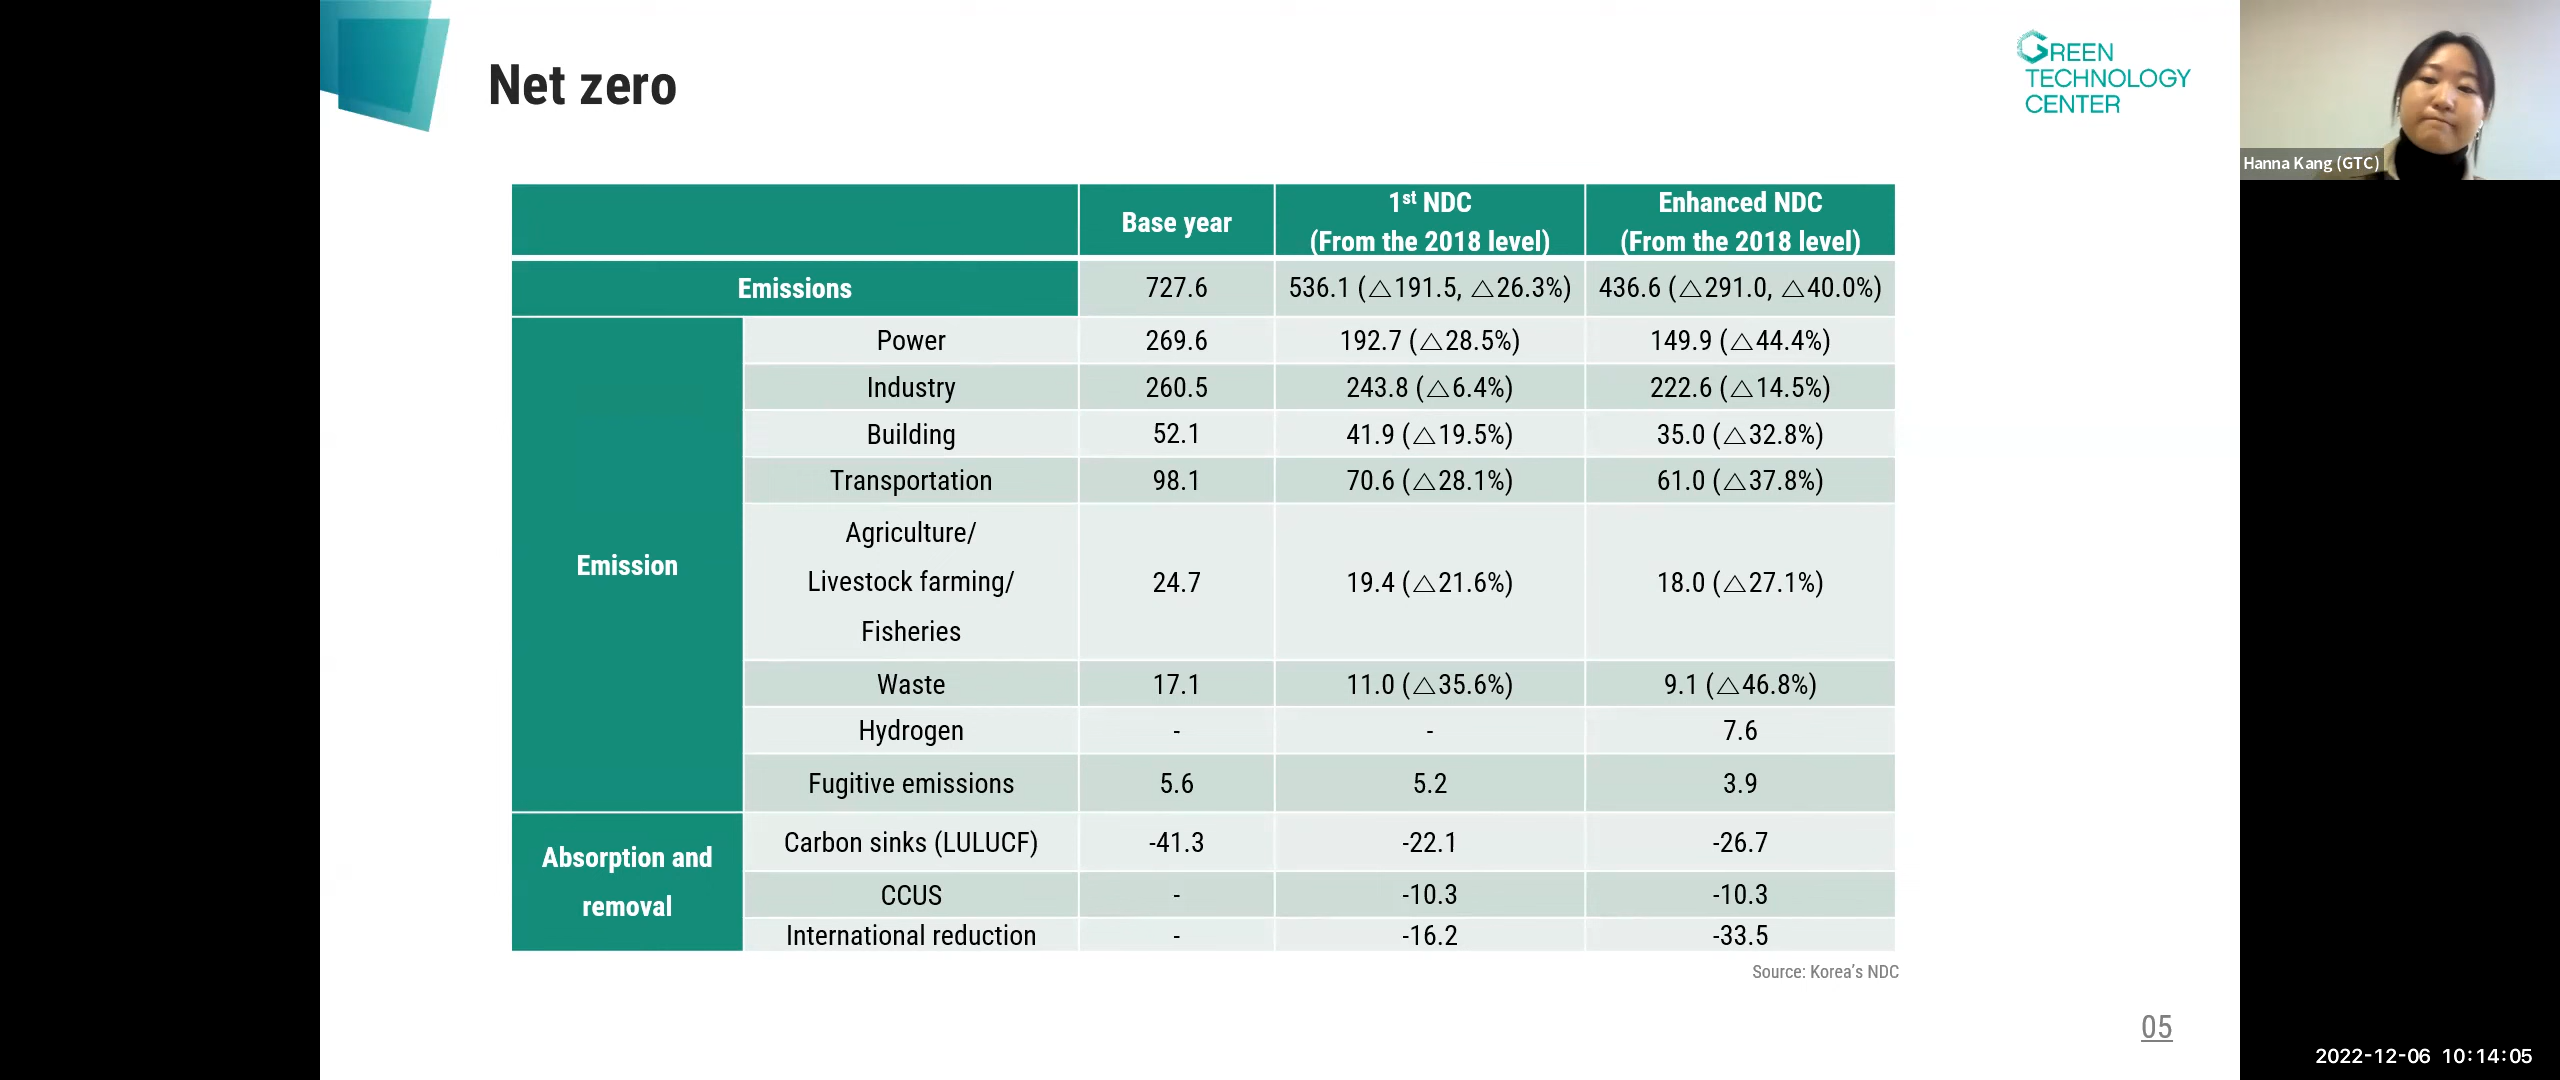 Net zero
GREEN
TECHNOLOGY
CENTER
Hanna Kang (GTC)
Base year
1st NDC
(From the 2018 level)
Enhanced NDC
(From the 2018 level)
Emissions 727.6 536.1 (△191.5, △26.3%) 436.6 (△291.0, △40.0%)
Emission
Power 269.6 192.7 (△28.5%) 149.9 (△44.4%)
Industry 260.5 243.8 (△6.4%) 222.6 (△14.5%)
Building 52.1 41.9 (△19.5%) 35.0 (△32.8%)
Transportation 98.1 70.6 (△28.1%) 61.0 (△37.8%)
Agriculture/
Livestock farming/
Fisheries
24.7 19.4 (△21.6%) 18.0 (△27.1%)
Waste 17.1 11.0 (△35.6%) 9.1 (△46.8%)
Hydrogen - - 7.6
Fugitive emissions 5.6 5.2 3.9
Absorption and
removal
Carbon sinks (LULUCF) -41.3 -22.1 -26.7
CCUS - -10.3 -10.3
International reduction - -16.2 -33.5
Source: Korea's NDC
05
2022-12-06 10:14:05